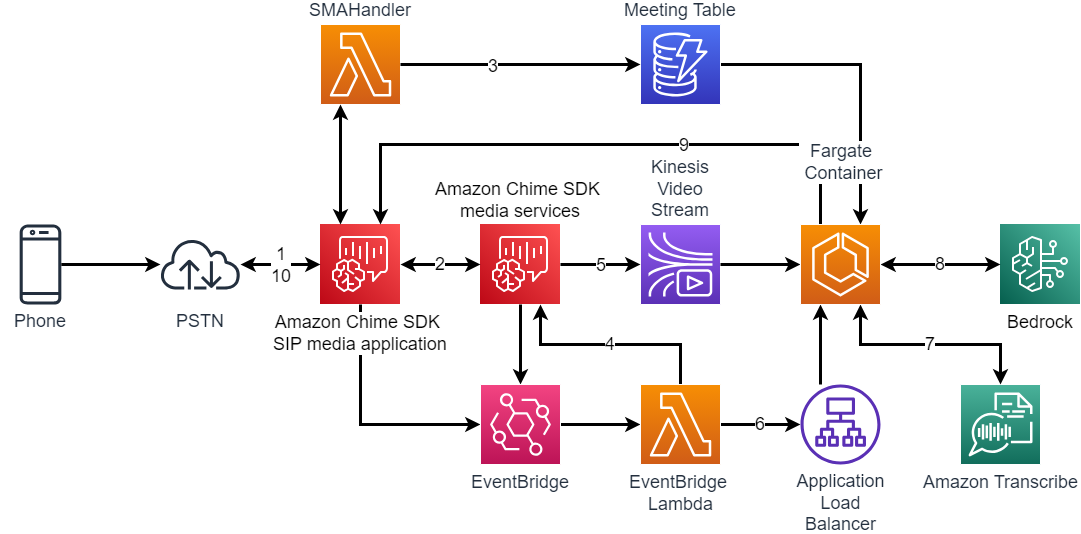 SMAHandler
Meeting Table
3
9
Fargate
Container
Kinesis
Video
Stream
Amazon Chime SDK
media services
1
10
2
5
8
Phone
PSTN
Amazon Chime SDK
SIP media application
Bedrock
4
7
6
EventBridge
EventBridge
Lambda
Application
Load
Balancer
Amazon Transcribe